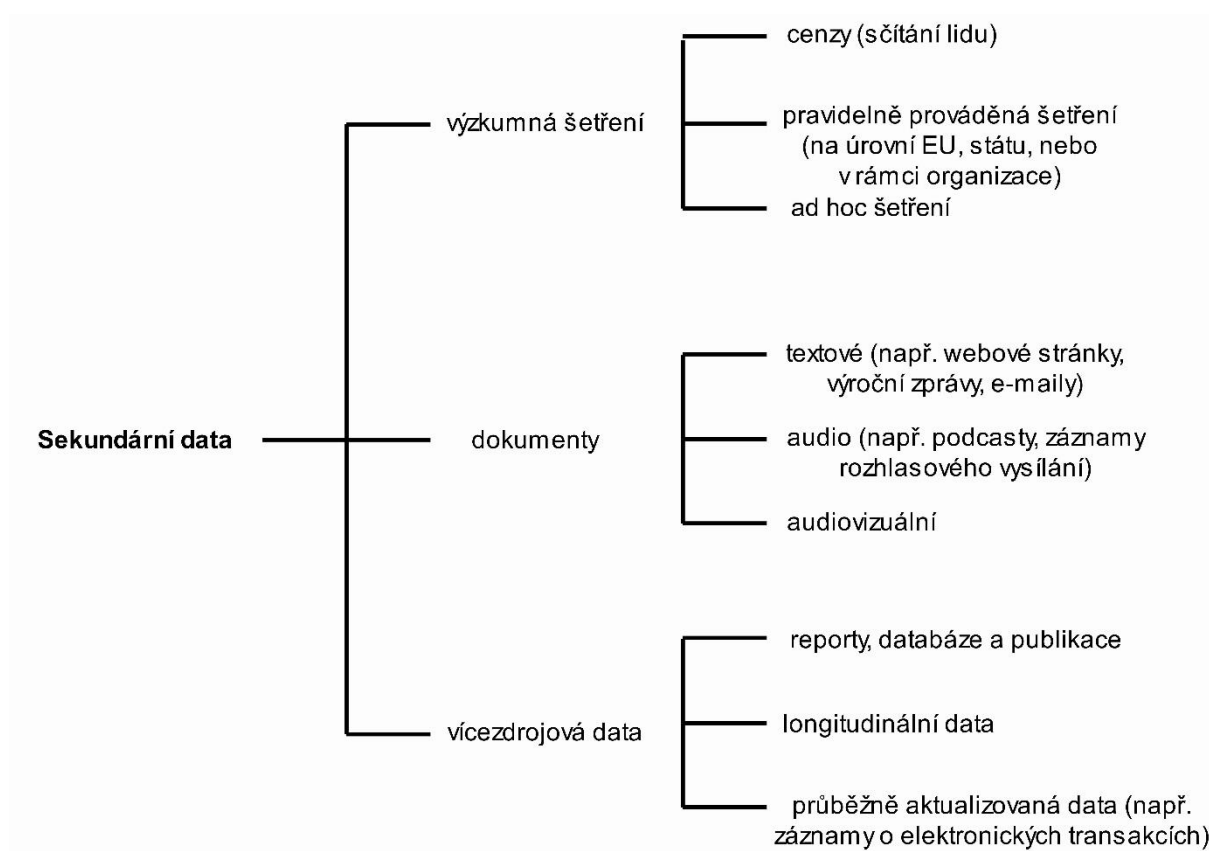 cenzy (sčítání lidu)
výzkumná šetření
pravidelně prováděná šetření
(na úrovní EU, státu, nebo
v rámci organizace)
ad hoc šetření
Sekundární data
dokumenty
textové (např. webové stránky,
výroční zprávy, e-maily)
audio (např. podcasty, záznamy
rozhlasového vysílání)
audiovizuální
vícezdrojová data
reporty, databáze a publikace
longitudinální data
průběžně aktualizovaná data (např.
záznamy o elektronických transakcích)